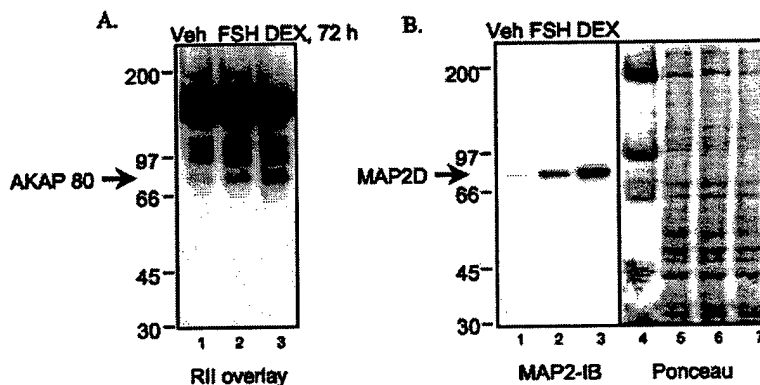 A.
Veh FSH DEX, 72 h
200
97
AKAP 80
66
45
30
1 2 3
RII overlay
B.
Veh FSH DEX
200
97
MAP2D
66
45
30
1 2 3 4 5 6 7
MAP2-IB Ponceau